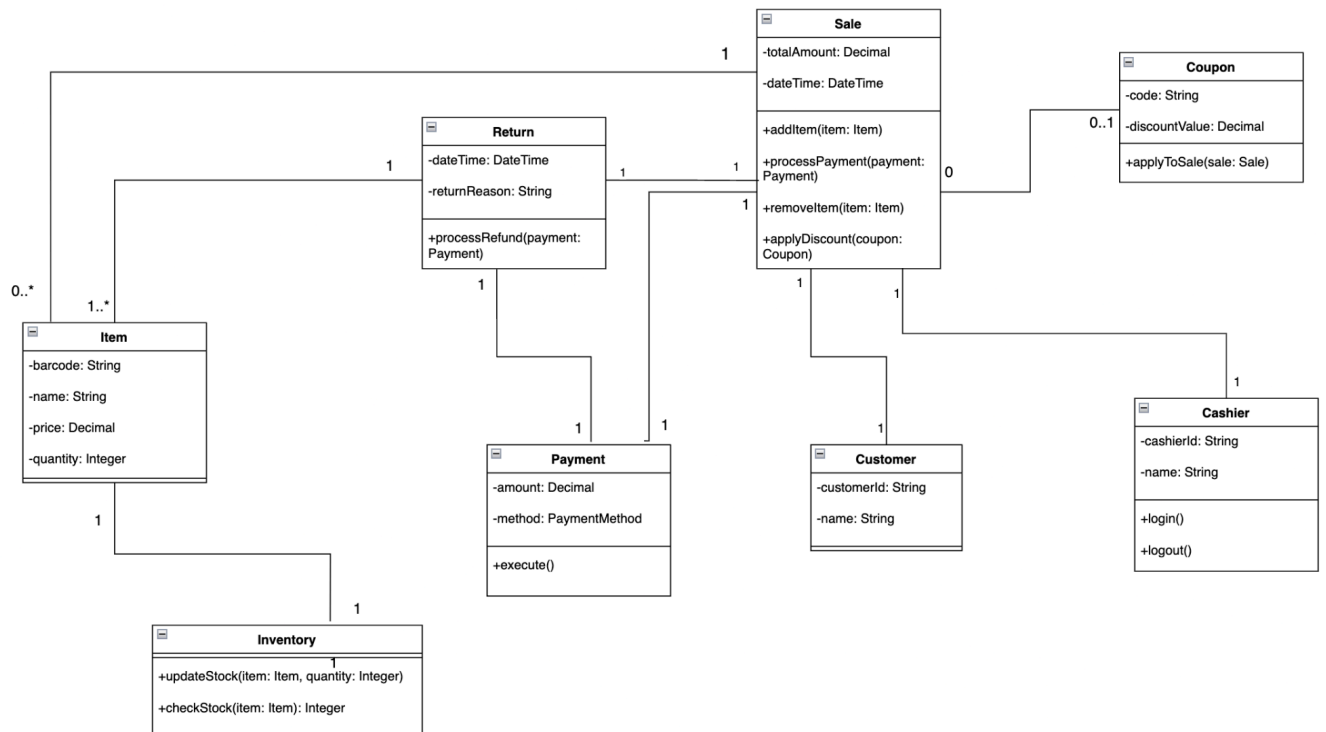 Sale
-totalAmount: Decimal
-dateTime: DateTime
+addItem(item: Item)
+processPayment(payment:
Payment)
+removeItem(item: Item)
+applyDiscount(coupon:
Coupon)
1
1
1
0
1
1
Coupon
-code: String
-discountValue: Decimal
+applyToSale(sale: Sale)
0..1
Return
-dateTime: DateTime
-returnReason: String
+processRefund(payment:
Payment)
1
1
1
0..*
1..*
Item
-barcode: String
-name: String
-price: Decimal
-quantity: Integer
1
1
1
Payment
-amount: Decimal
-method: PaymentMethod
+execute()
1
Customer
-customerId: String
-name: String
1
Cashier
-cashierId: String
-name: String
+login()
+logout()
1
Inventory
1
+updateStock(item: Item, quantity: Integer)
+checkStock(item: Item): Integer